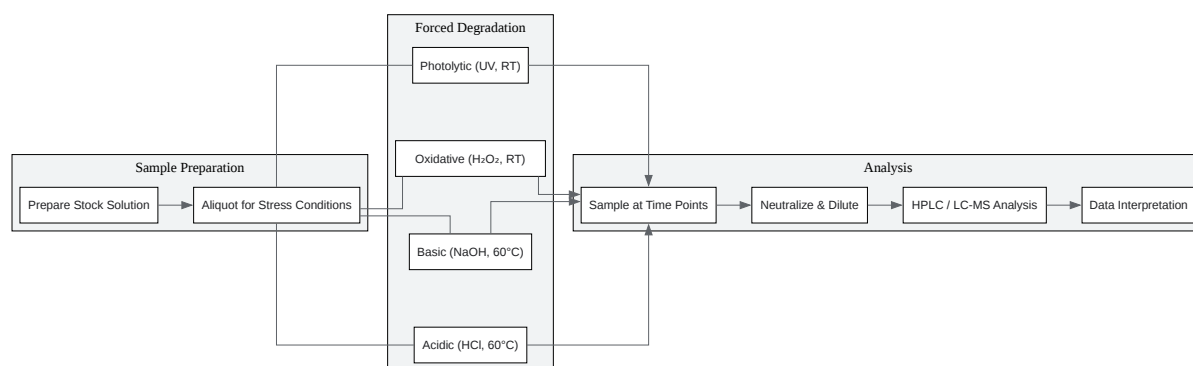 Forced Degradation
Photolytic (UV, RT)
Oxidative (H₂O₂, RT)
Basic (NaOH, 60°C)
Acidic (HCl, 60°C)
Sample Preparation
Prepare Stock Solution
Aliquot for Stress Conditions
Analysis
Sample at Time Points
Neutralize & Dilute
HPLC / LC-MS Analysis
Data Interpretation